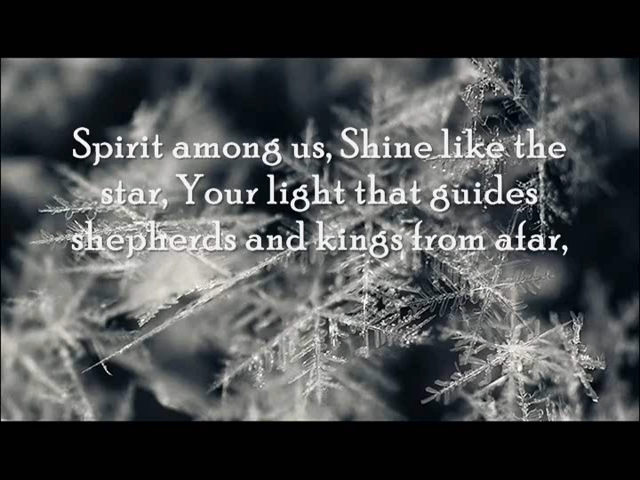 Spirit among us, Shine like the
star, Your light that guides
shepherds and kings from afar,